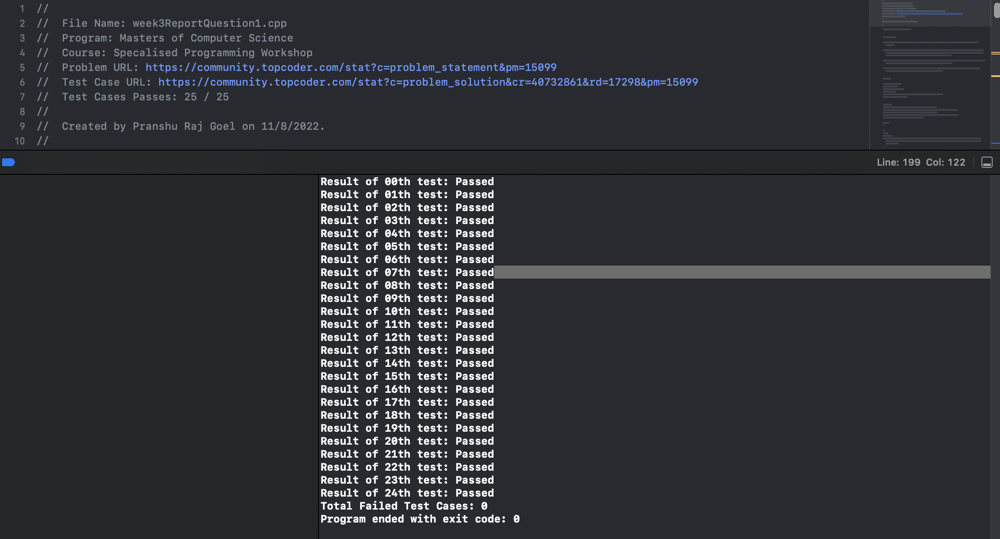 1 //
2 // File Name: week3ReportQuestion1.cpp
3 // Program: Masters of Computer Science
4 // Course: Specalised Programming Workshop
5 // Problem URL: https://community.topcoder.com/stat?c=problem_statement&pm=15099
6 // Test Case URL: https://community.topcoder.com/stat?c=problem_solution&cr=40732861&rd=17298&pm=15099
7 // Test Cases Passes: 25 / 25
8 //
9 // Created by Pranshu Raj Goel on 11/8/2022.
10 //
Line: 199 Col: 122
Result of 00th test: Passed
Result of 01th test: Passed
Result of 02th test: Passed
Result of 03th test: Passed
Result of 04th test: Passed
Result of 05th test: Passed
Result of 06th test: Passed
Result of 07th test: Passed
Result of 08th test: Passed
Result of 09th test: Passed
Result of 10th test: Passed
Result of 11th test: Passed
Result of 12th test: Passed
Result of 13th test: Passed
Result of 14th test: Passed
Result of 15th test: Passed
Result of 16th test: Passed
Result of 17th test: Passed
Result of 18th test: Passed
Result of 19th test: Passed
Result of 20th test: Passed
Result of 21th test: Passed
Result of 22th test: Passed
Result of 23th test: Passed
Result of 24th test: Passed
Total Failed Test Cases: 0
Program ended with exit code: 0